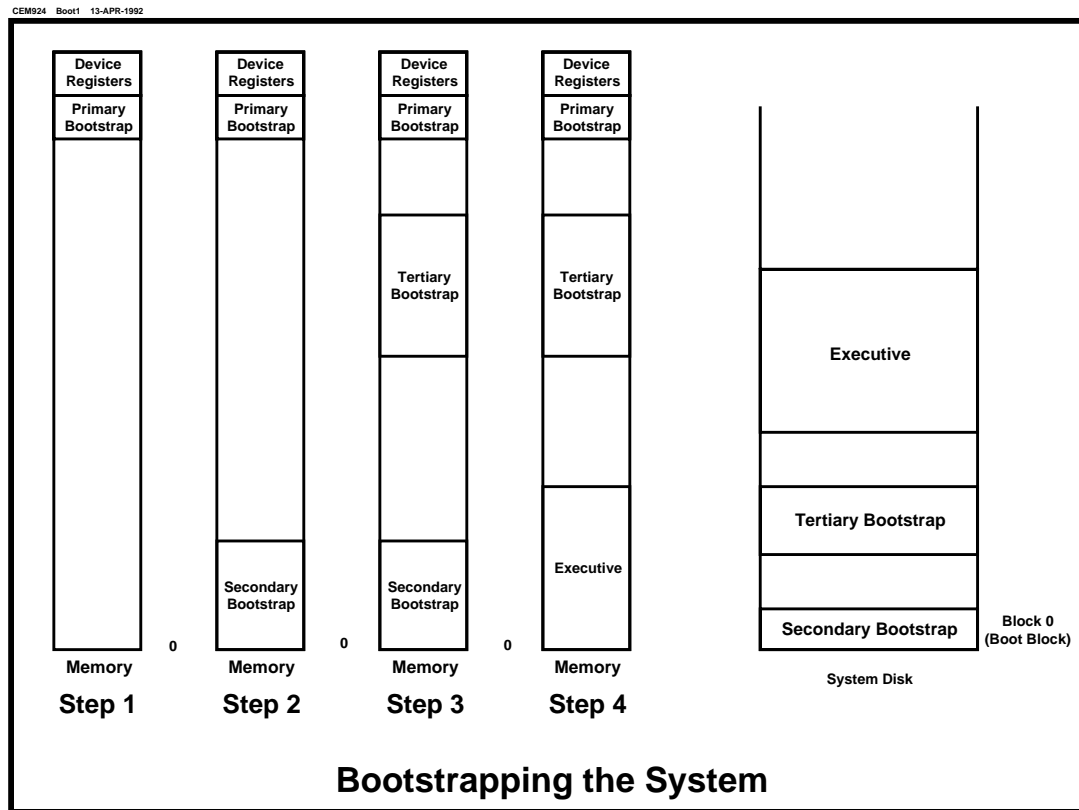 CEM924 Boot1 13-APR-1992
Device
Registers
Primary
Bootstrap
0
Memory
Step 1
Device
Registers
Primary
Bootstrap
Secondary
Bootstrap
0
Memory
Step 2
Device
Registers
Primary
Bootstrap
Tertiary
Bootstrap
Secondary
Bootstrap
0
Memory
Step 3
Device
Registers
Primary
Bootstrap
Tertiary
Bootstrap
Executive
Memory
Step 4
Executive
Tertiary Bootstrap
Secondary Bootstrap
Block 0
(Boot Block)
System Disk
Bootstrapping the System